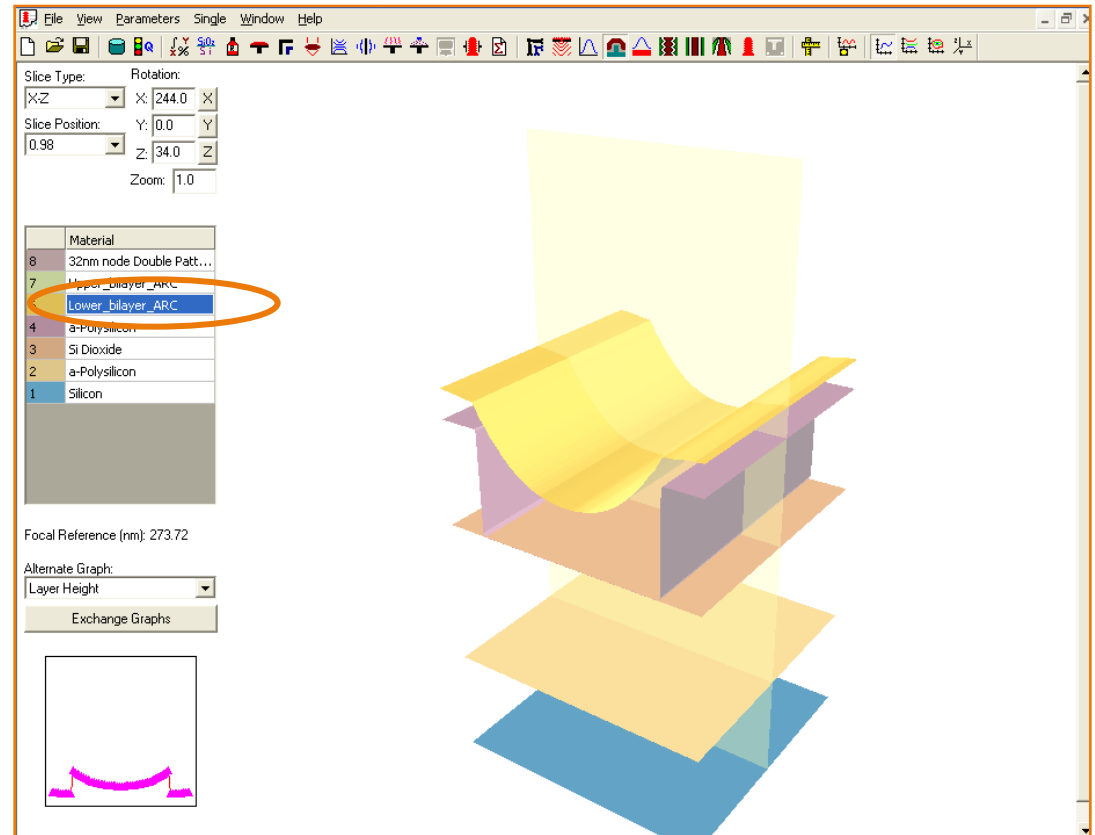 File View Parameters Single Window Help
Slice Type: Rotation:
X-Z X: 244.0 X
Slice Position: Y: 0.0 Y
0.98 Z: 34.0 Z
Zoom: 1.0
Material
8 32nm node Double Patt...
7 Upper_bilayer_ARC
Lower_bilayer_ARC
4 a-Polysilicon
3 Si Dioxide
2 a-Polysilicon
1 Silicon
Focal Reference (nm): 273.72
Alternate Graph:
Layer Height
Exchange Graphs